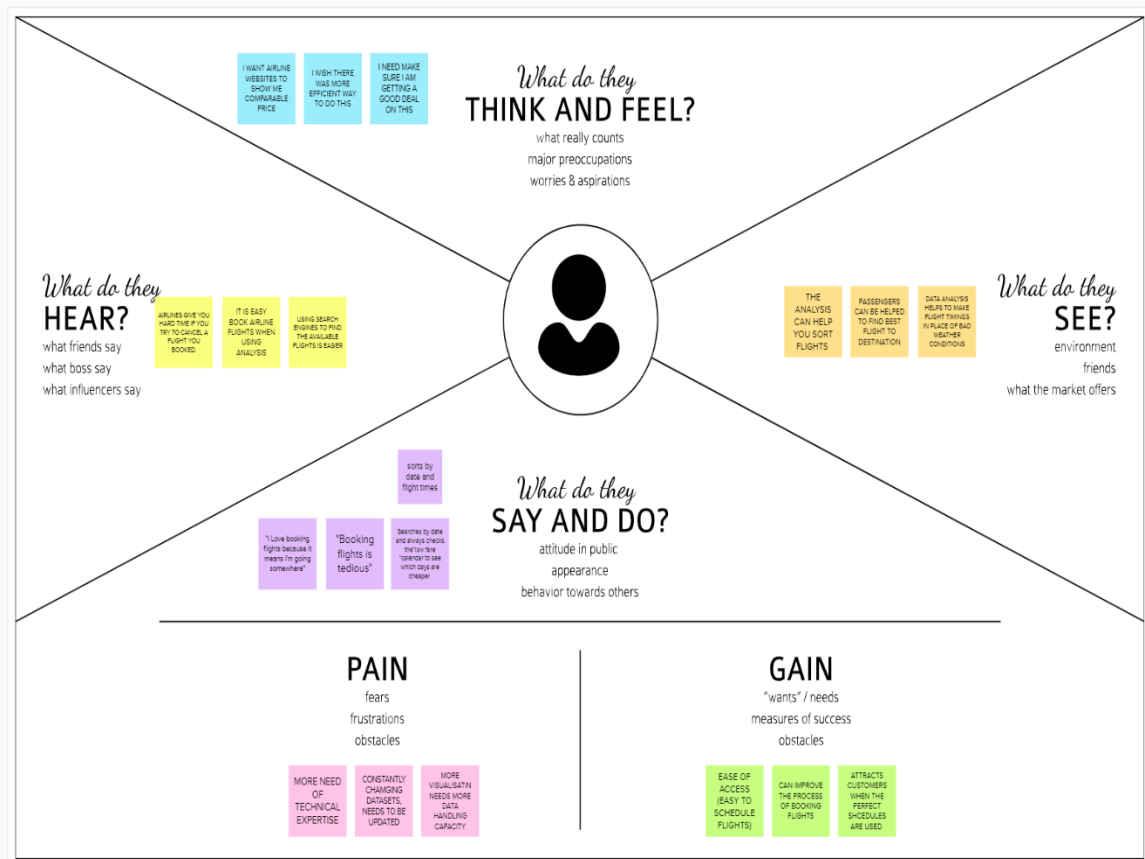 I WANT AIRLINE
WEBSITES TO
SHOW ME
COMPARABLE
PRICE
I WISH THERE
WAS MORE
EFFICIENT WAY
TO DO THIS
I NEED MAKE
SURE I AM
GETTING A
GOOD DEAL
ON THIS
What do they
THINK AND FEEL?
what really counts
major preoccupations
worries & aspirations
What do they
HEAR?
what friends say
what boss say
what influencers say
AIRLINES GIVE YOU
HARD TIME IF YOU
TRY TO CANCEL A
FLIGHT YOU
BOOKED.
IT IS EASY
BOOK AIRLINE
FLIGHTS WHEN
USING
ANALYSIS
USING SEARCH
ENGINES TO FIND
THE AVAILABLE
FLIGHTS IS EASIER
THE
ANALYSIS
CAN HELP
YOU SORT
FLIGHTS
PASSENGERS
CAN BE HELPED
TO FIND BEST
FLIGHT TO
DESTINATION
DATA ANALYSIS
HELPS TO MAKE
FLIGHT TIMINGS
IN PLACE OF BAD
WEATHER
CONDITIONS
What do they
SEE?
environment
friends
what the market offers
sorts by
date and
flight times
"I Love booking
flights because it
means I'm going
somewhere"
"Booking
flights is
tedious"
Searches by date
and always checks
the"low fare
"calendar to see
which days are
cheaper
What do they
SAY AND DO?
attitude in public
appearance
behavior towards others
PAIN
fears
frustrations
obstacles
MORE NEED
OF
TECHNICAL
EXPERTISE
CONSTANTLY
CHAMGING
DATASETS,
NEEDS TO BE
UPDATED
MORE
VISUALISATIN
NEEDS MORE
DATA
HANDLING
CAPACITY
GAIN
"wants" / needs
measures of success
obstacles
EASE OF
ACCESS
(EASY TO
SCHEDULE
FLIGHTS)
CAN IMPROVE
THE PROCESS
OF BOOKING
FLIGHTS
ATTRACTS
CUSTOMERS
WHEN THE
PERFECT
SHCEDULES
ARE USED